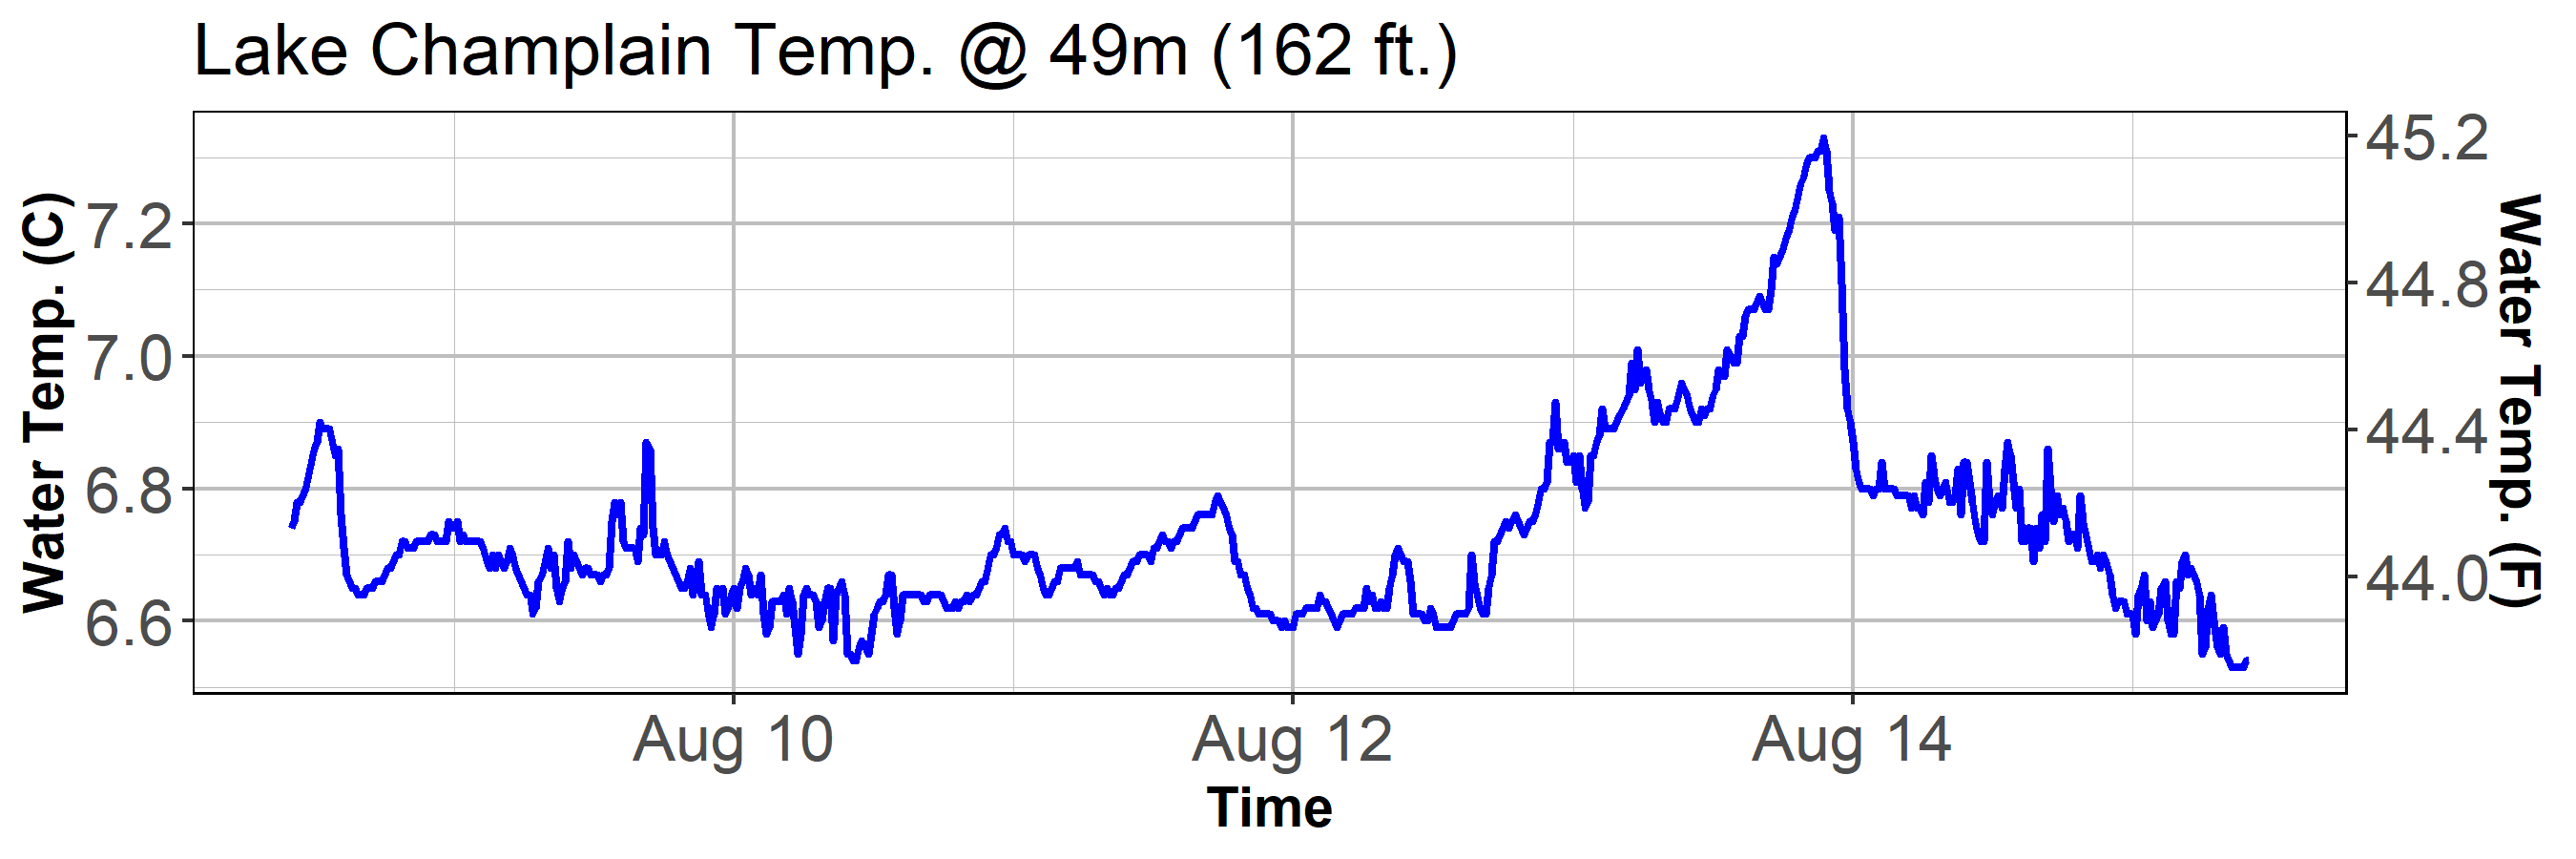 Lake Champlain Temp. @ 49m (162 ft.)
Water Temp. (C)
7.2
7.0
6.8
6.6
45.2
44.8
44.4
44.0
Water Temp. (F)
Aug 10 Aug 12 Aug 14
Time